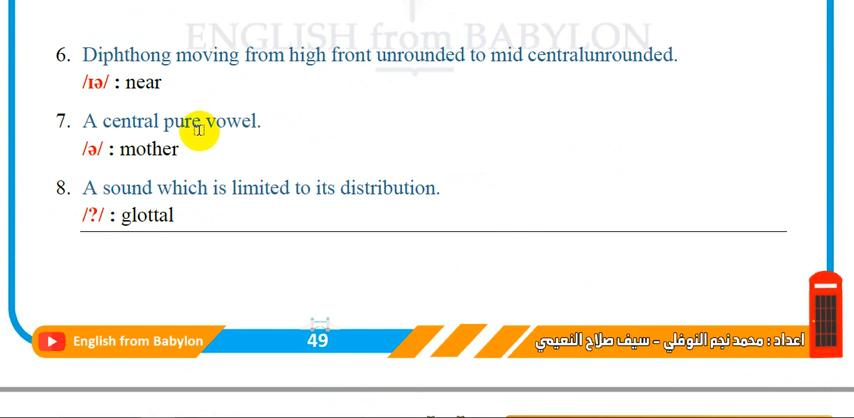 ENGLISH from BABYLON
6. Diphthong moving from high front unrounded to mid centralunrounded.
/ɪə/ : near
7. A central pure vowel.
/ə/ : mother
8. A sound which is limited to its distribution.
/?/ : glottal
English from Babylon
49
اعداد : محمد نجم النوفلي - سيف صلاح النعيمي